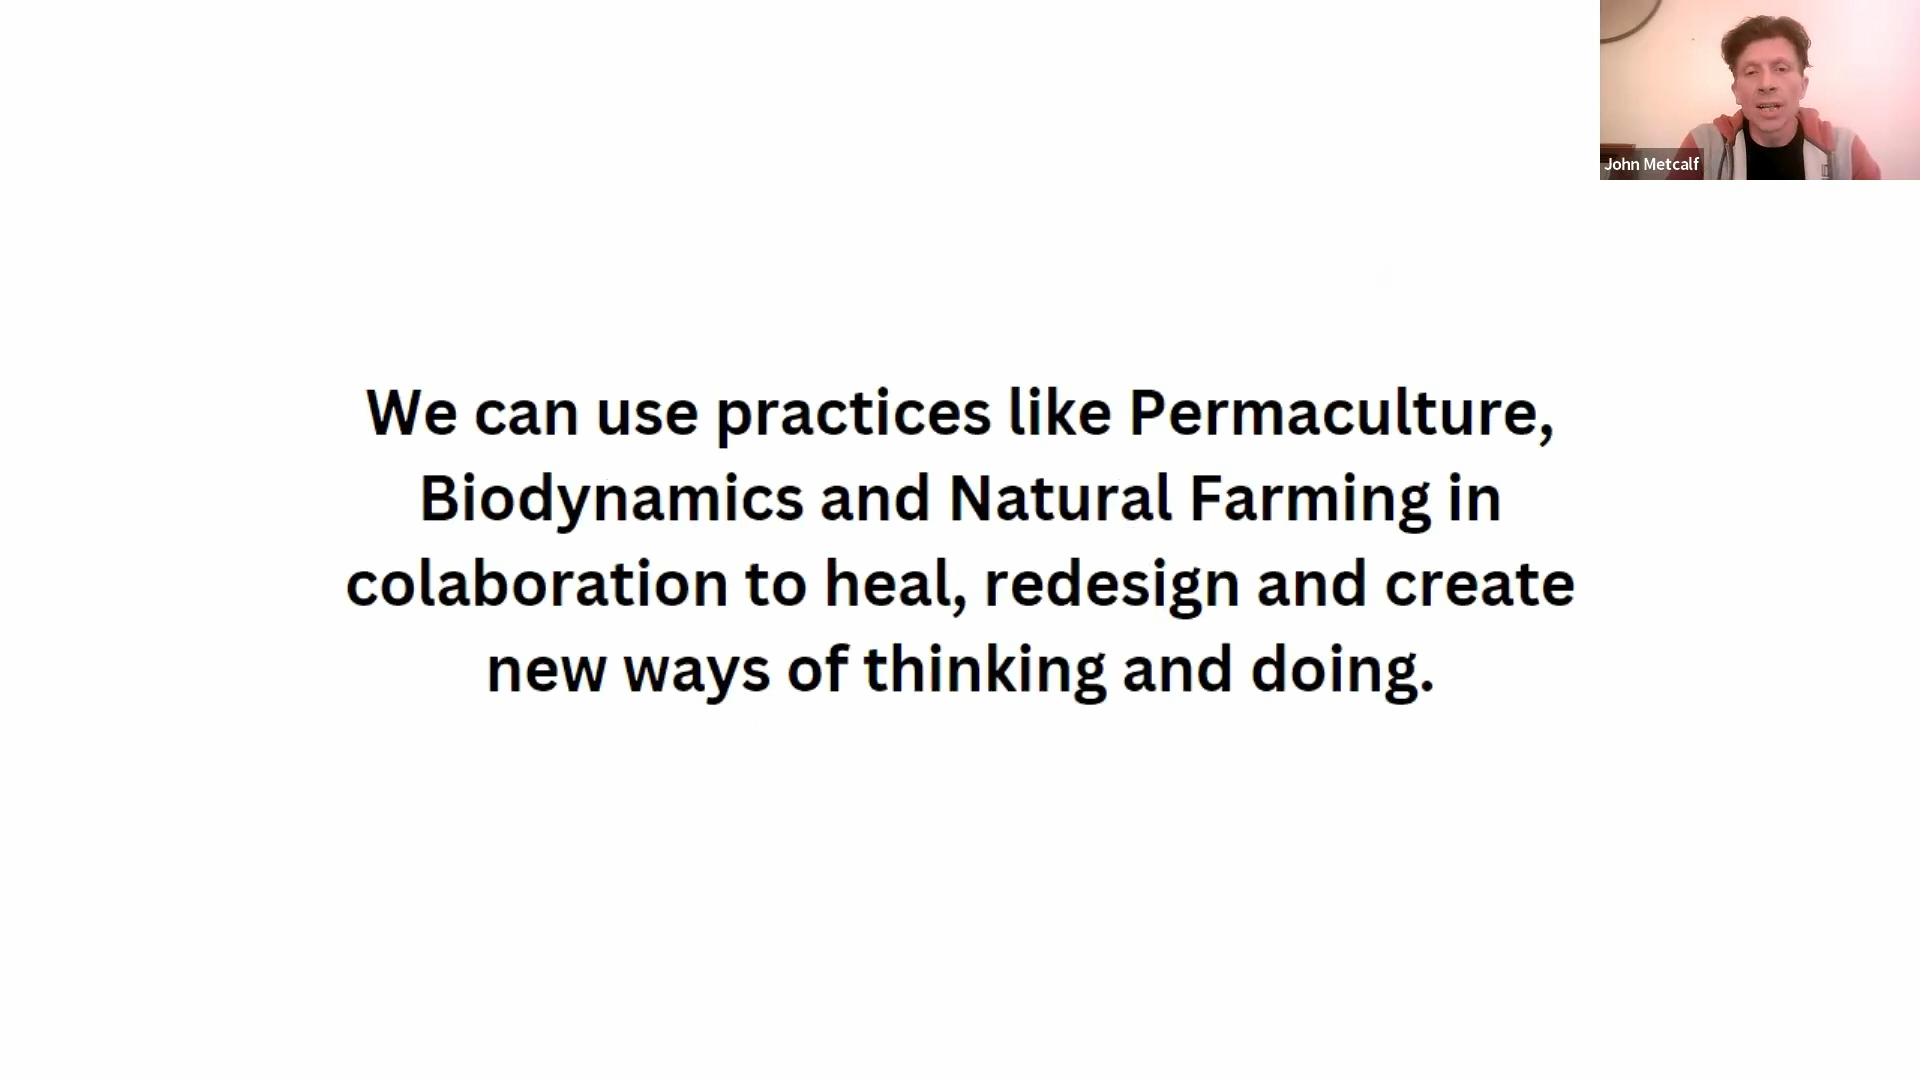 John Metcalf
We can use practices like Permaculture,
Biodynamics and Natural Farming in
colaboration to heal, redesign and create
new ways of thinking and doing.